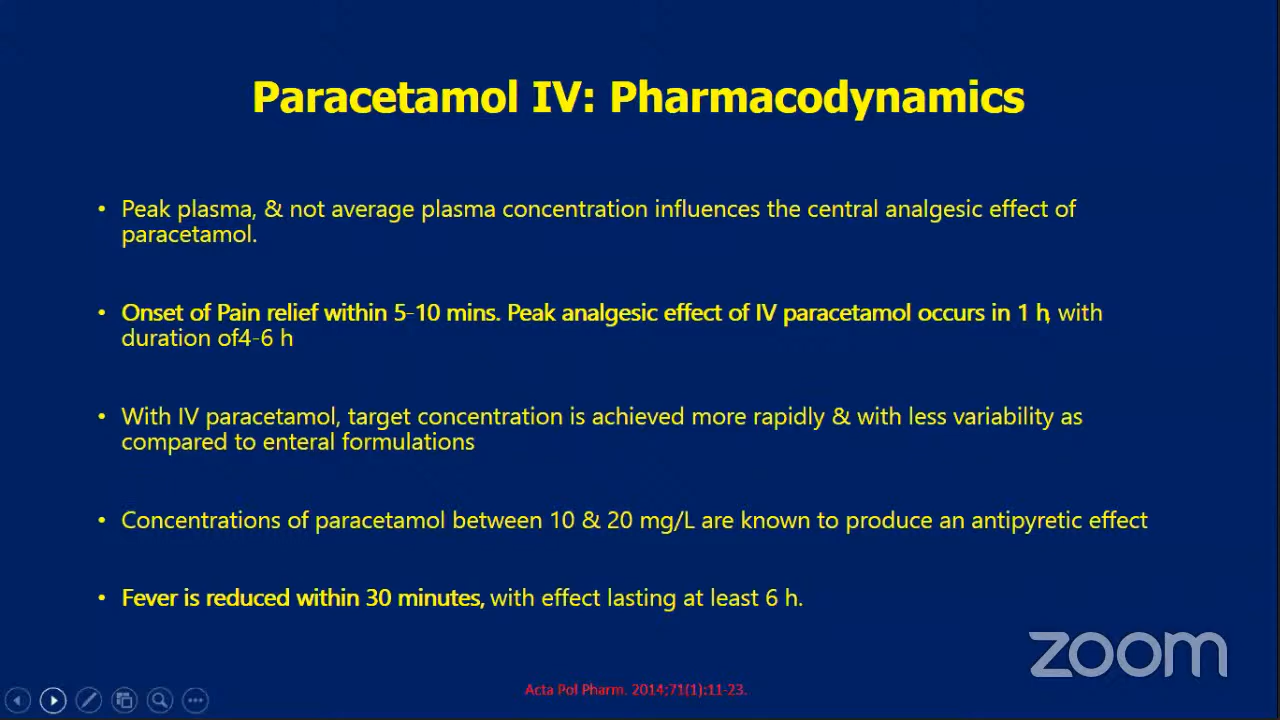 Paracetamol IV: Pharmacodynamics
• Peak plasma, & not average plasma concentration influences the central analgesic effect of
paracetamol.
• Onset of Pain relief within 5-10 mins. Peak analgesic effect of IV paracetamol occurs in 1 h, with
duration of4-6 h
• With IV paracetamol, target concentration is achieved more rapidly & with less variability as
compared to enteral formulations
• Concentrations of paracetamol between 10 & 20 mg/L are known to produce an antipyretic effect
• Fever is reduced within 30 minutes, with effect lasting at least 6 h.
zoom
Acta Pol Pharm. 2014;71(1):11-23.